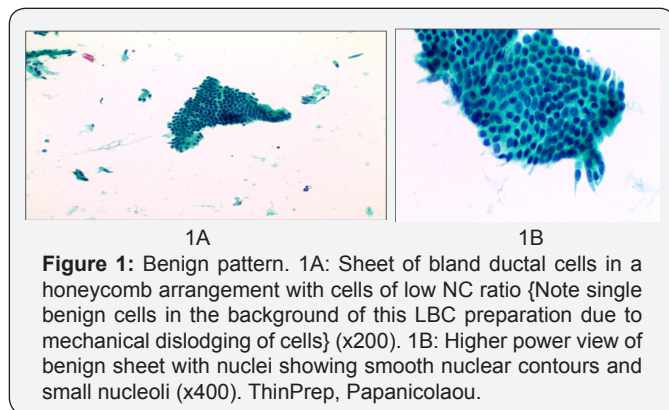 1A 1B
Figure 1: Benign pattern. 1A: Sheet of bland ductal cells in a
honeycomb arrangement with cells of low NC ratio {Note single
benign cells in the background of this LBC preparation due to
mechanical dislodging of cells} (x200). 1B: Higher power view of
benign sheet with nuclei showing smooth nuclear contours and
small nucleoli (x400). ThinPrep, Papanicolaou.